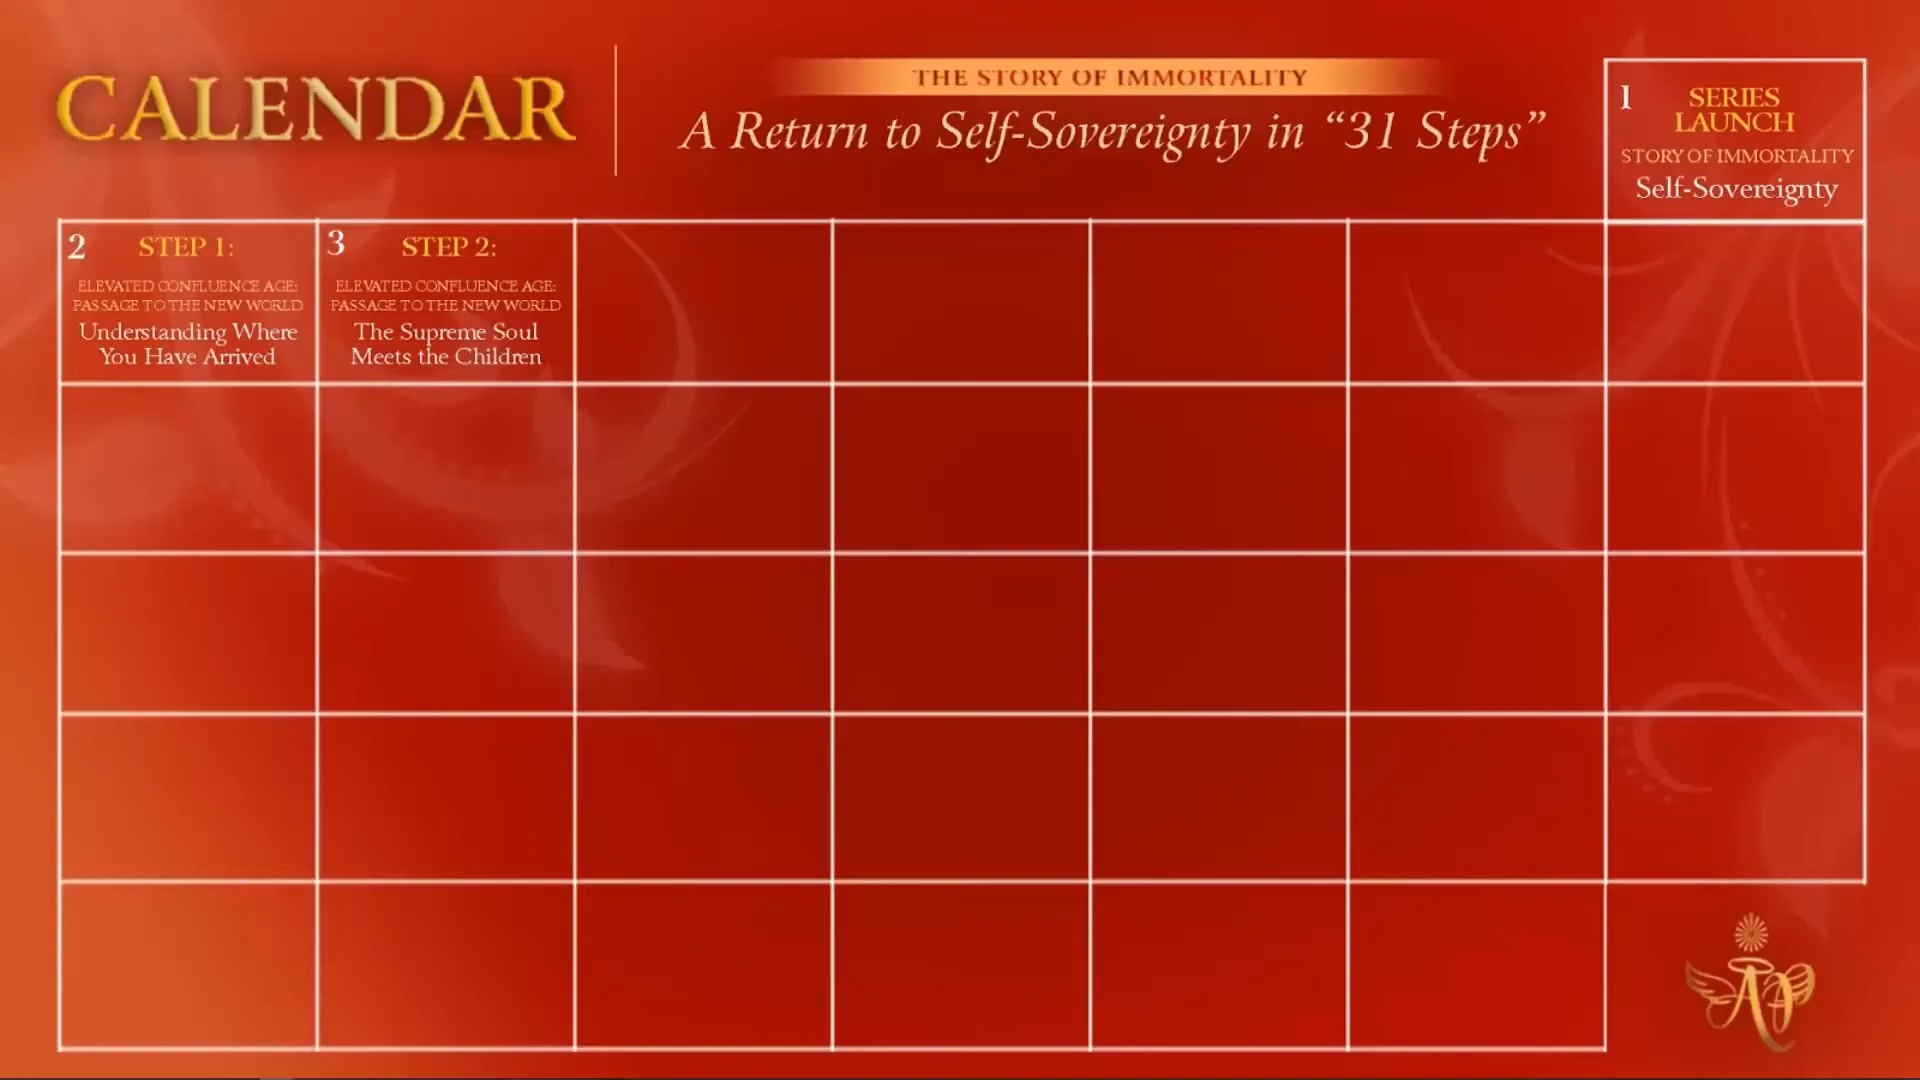 CALENDAR
THE STORY OF IMMORTALITY
A Return to Self-Sovereignty in “31 Steps”
1
SERIES
LAUNCH
STORY OF IMMORTALITY
Self-Sovereignty
2
STEP 1:
ELEVATED CONFLUENCE AGE:
PASSAGE TO THE NEW WORLD
Understanding Where
You Have Arrived
3
STEP 2:
ELEVATED CONFLUENCE AGE:
PASSAGE TO THE NEW WORLD
The Supreme Soul
Meets the Children
AP